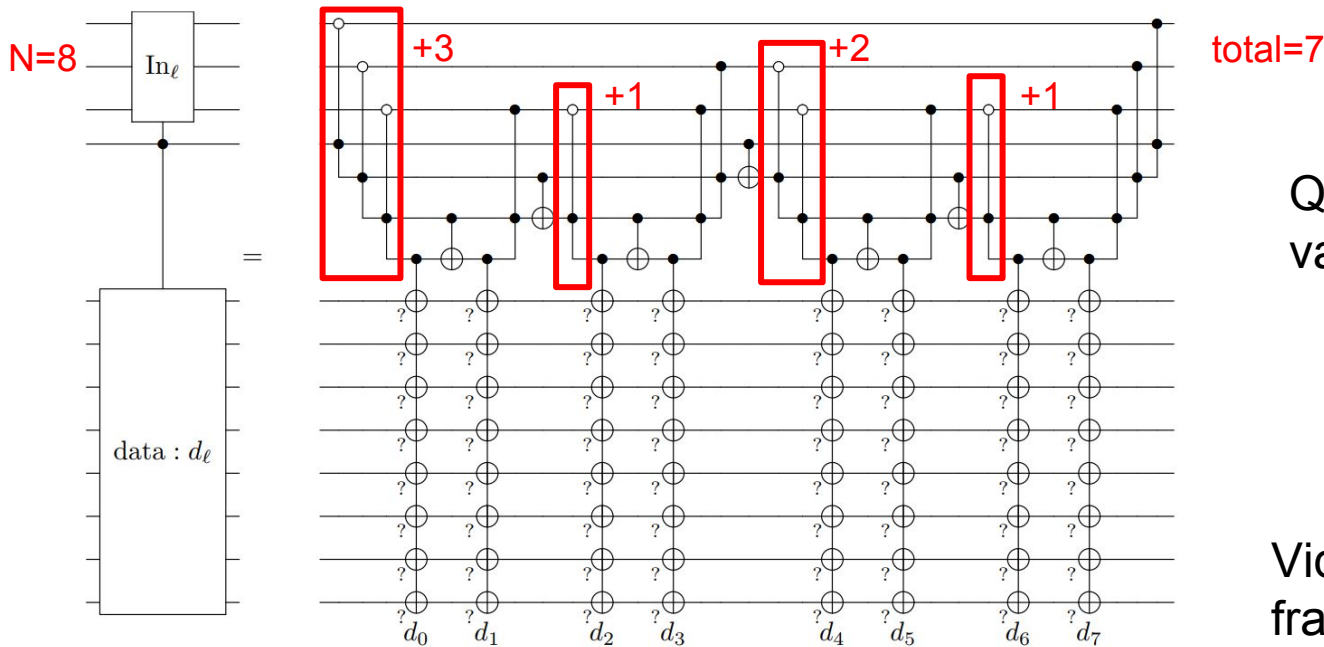 N=8
In_ℓ
+3
+1
+2
+1
total=7
Q
va
=
data : d_ℓ
? ? ? ? ? ? ? ?
? ? ? ? ? ? ? ?
? ? ? ? ? ? ? ?
? ? ? ? ? ? ? ?
? ? ? ? ? ? ? ?
? ? ? ? ? ? ? ?
? ? ? ? ? ? ? ?
? ? ? ? ? ? ? ?
d_0 d_1 d_2 d_3 d_4 d_5 d_6 d_7
Vid
fra